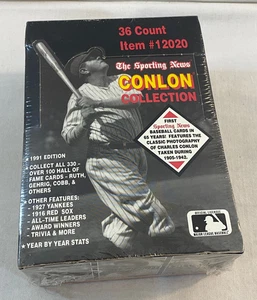 36 Count
Item #12020
The Sporting News
CONLON
COLLECTION
FIRST
Sporting News
BASEBALL CARDS IN
65 YEARS! FEATURES THE
CLASSIC PHOTOGRAPHY
OF CHARLES CONLON
TAKEN DURING
1905-1942.
• 1991 EDITION
• COLLECT ALL 330 -
OVER 100 HALL OF
FAME CARDS - RUTH,
GEHRIG, COBB, &
OTHERS
• OTHER FEATURES:
- 1927 YANKEES
- 1916 RED SOX
- ALL-TIME LEADERS
- AWARD WINNERS
- TRIVIA & MORE
★ YEAR BY YEAR STATS